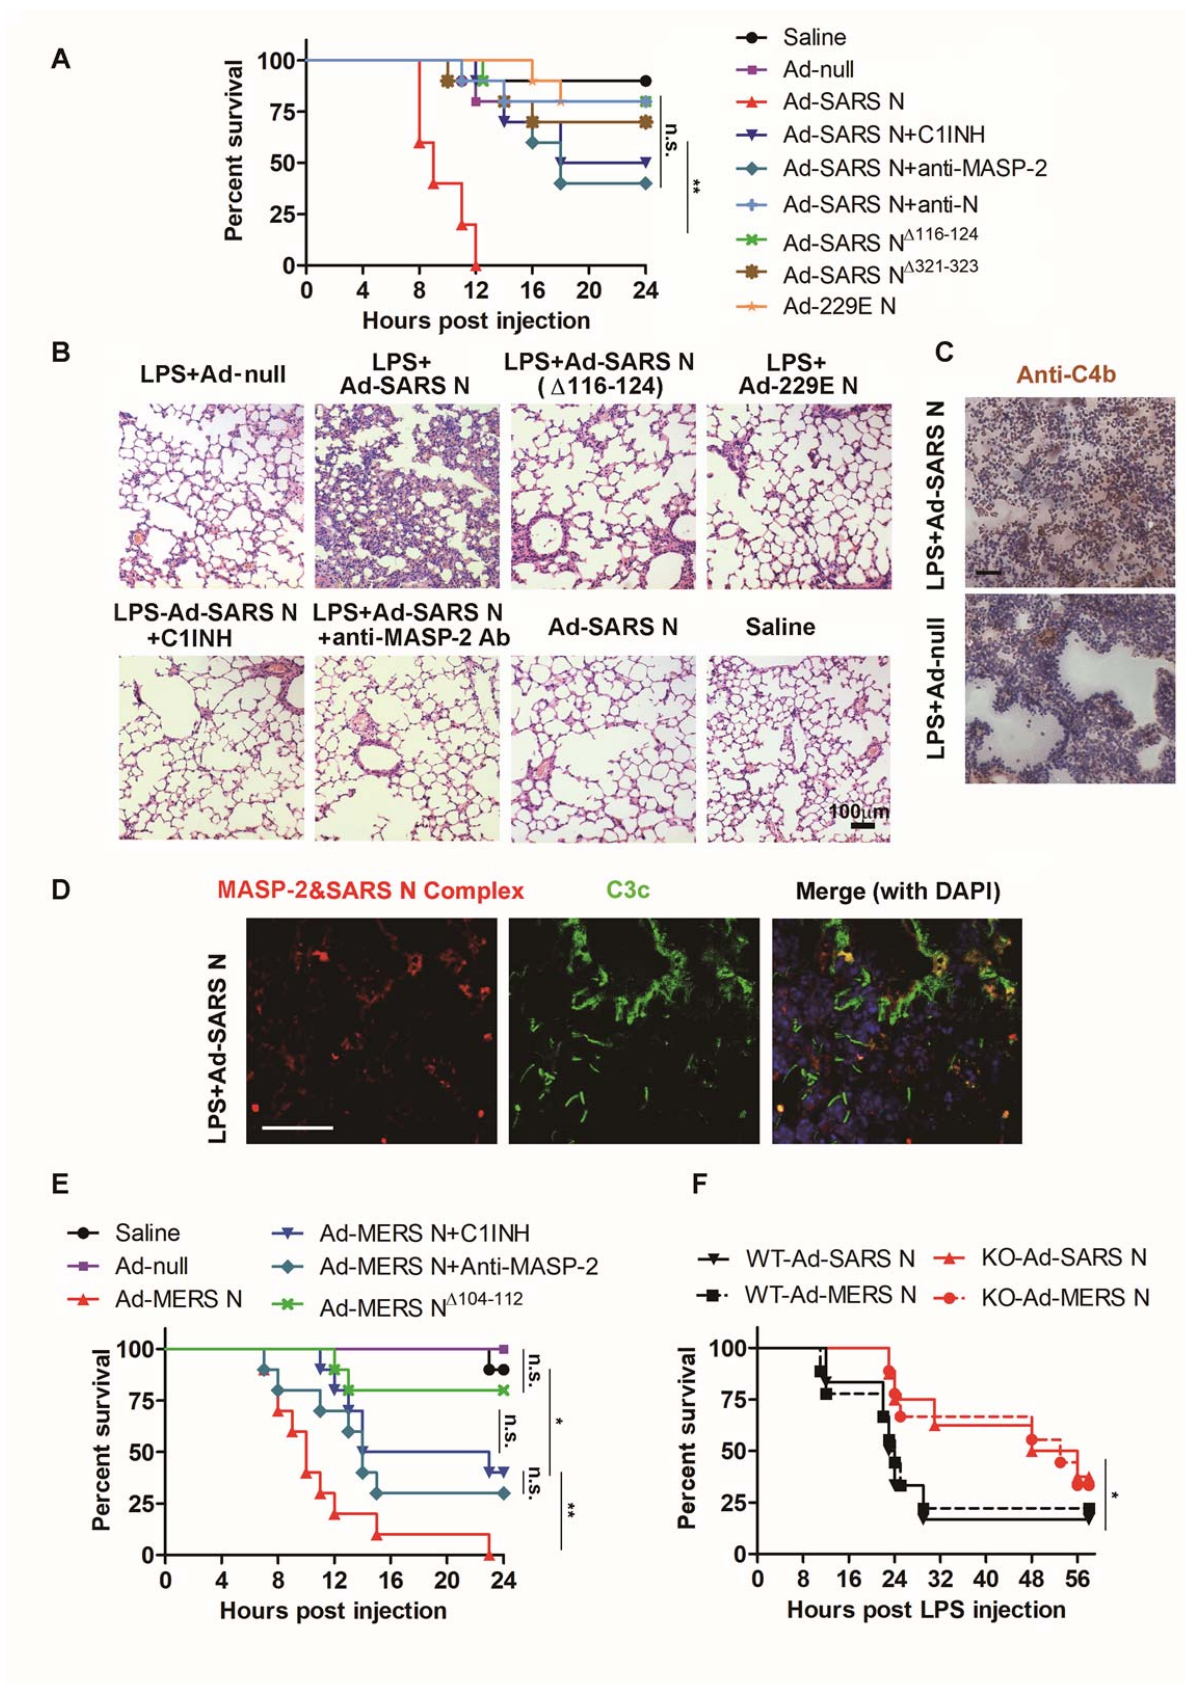 A
Percent survival
100
75
50
25
0
0 4 8 12 16 20 24
Hours post injection
n.s.
**
Saline
Ad-null
Ad-SARS N
Ad-SARS N+C1INH
Ad-SARS N+anti-MASP-2
Ad-SARS N+anti-N
Ad-SARS N^Δ116-124
Ad-SARS N^Δ321-323
Ad-229E N
B
LPS+Ad-null
LPS+
Ad-SARS N
LPS+Ad-SARS N
( Δ116-124)
LPS+
Ad-229E N
LPS-Ad-SARS N
+C1INH
LPS+Ad-SARS N
+anti-MASP-2 Ab
Ad-SARS N
Saline
100μm
C
Anti-C4b
LPS+Ad-SARS N
LPS+Ad-null
D
MASP-2&SARS N Complex
C3c
Merge (with DAPI)
LPS+Ad-SARS N
E
Saline
Ad-null
Ad-MERS N
Ad-MERS N+C1INH
Ad-MERS N+Anti-MASP-2
Ad-MERS N^Δ104-112
Percent survival
100
75
50
25
0
0 4 8 12 16 20 24
Hours post injection
n.s.
n.s.
n.s.
*
**
F
WT-Ad-SARS N
WT-Ad-MERS N
KO-Ad-SARS N
KO-Ad-MERS N
Percent survival
100
75
50
25
0
0 8 16 24 32 40 48 56
Hours post LPS injection
*